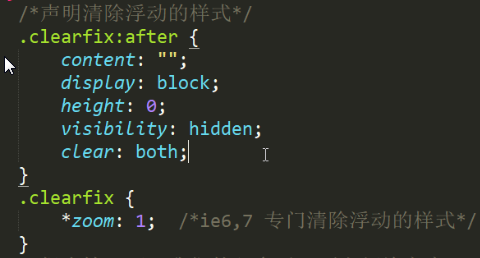 /*声明清除浮动的样式*/
.clearfix:after {
content: "";
display: block;
height: 0;
visibility: hidden;
clear: both;
}
.clearfix {
*zoom: 1;  /*ie6,7 专门清除浮动的样式*/
}